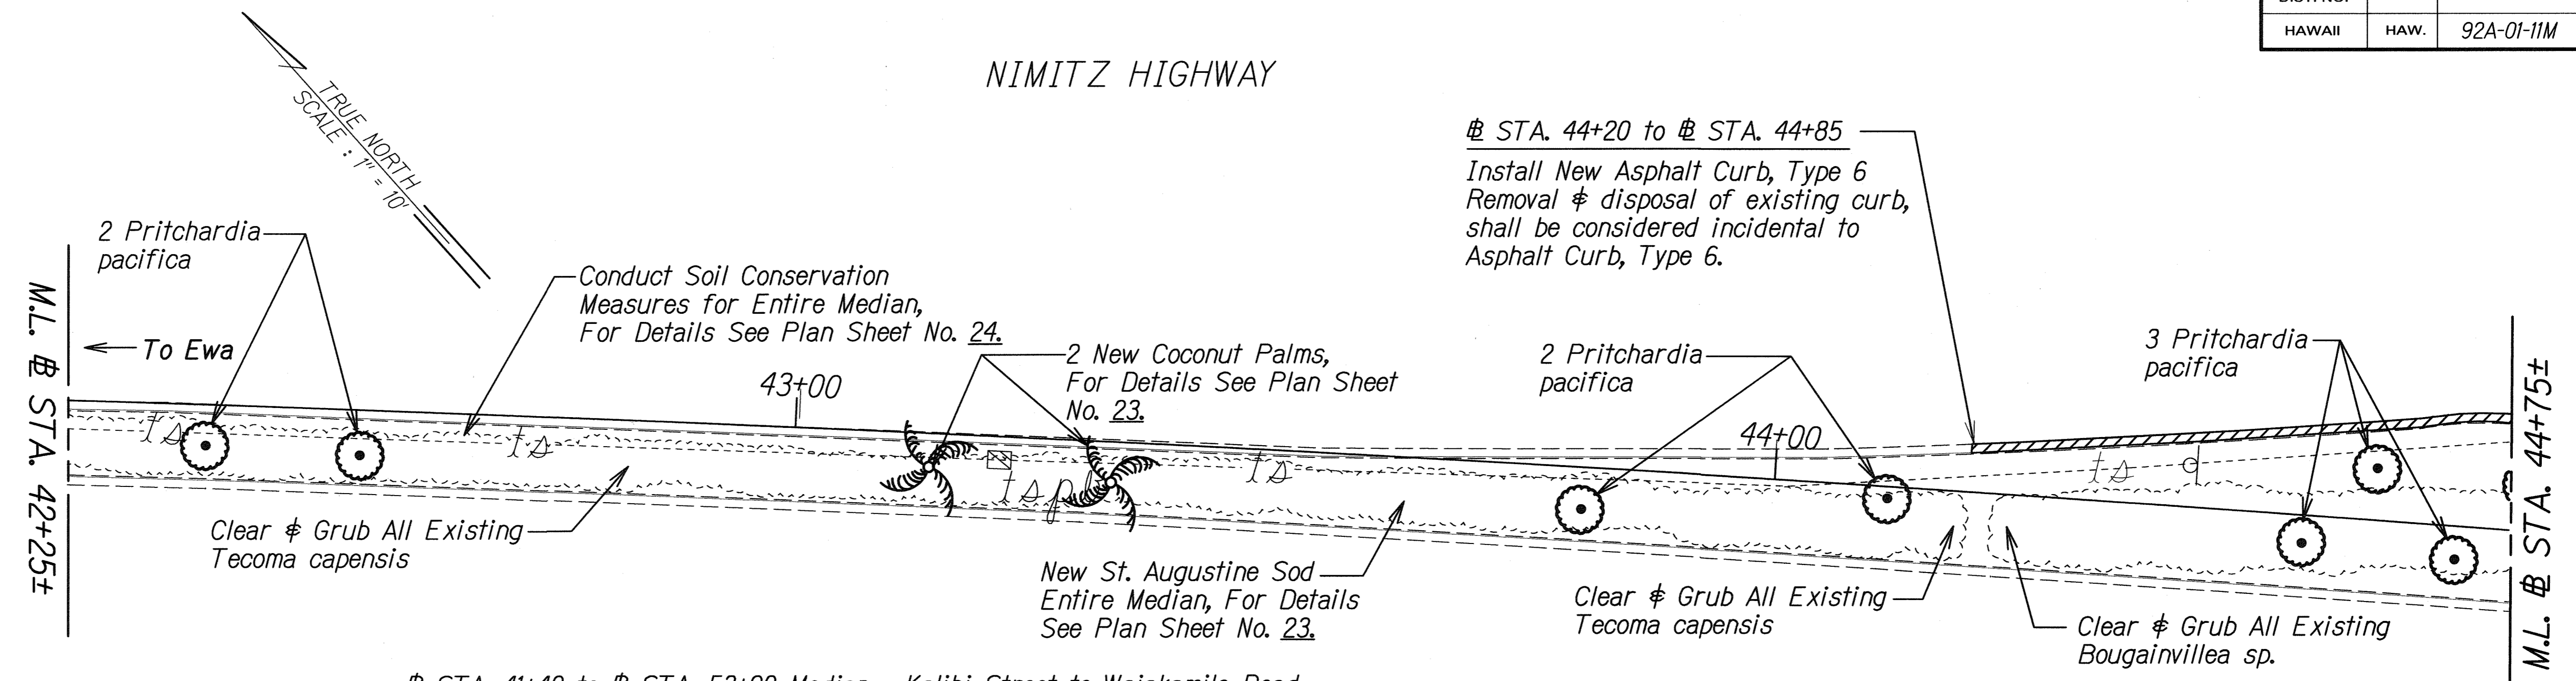 HAWAII HAW. 92A-01-11M
NIMITZ HIGHWAY
TRUE NORTH
SCALE : 1" = 10'
℄ STA. 44+20 to ℄ STA. 44+85
Install New Asphalt Curb, Type 6
Removal & disposal of existing curb,
shall be considered incidental to
Asphalt Curb, Type 6.
2 Pritchardia
pacifica
Conduct Soil Conservation
Measures for Entire Median,
For Details See Plan Sheet No. 24.
To Ewa
2 New Coconut Palms,
For Details See Plan Sheet
No. 23.
2 Pritchardia
pacifica
3 Pritchardia
pacifica
M.L. ℄ STA. 42+25±
43+00
44+00
M.L. ℄ STA. 44+75±
ts
ts
tspb
ts
ts
Clear & Grub All Existing
Tecoma capensis
New St. Augustine Sod
Entire Median, For Details
See Plan Sheet No. 23.
Clear & Grub All Existing
Tecoma capensis
Clear & Grub All Existing
Bougainvillea sp.